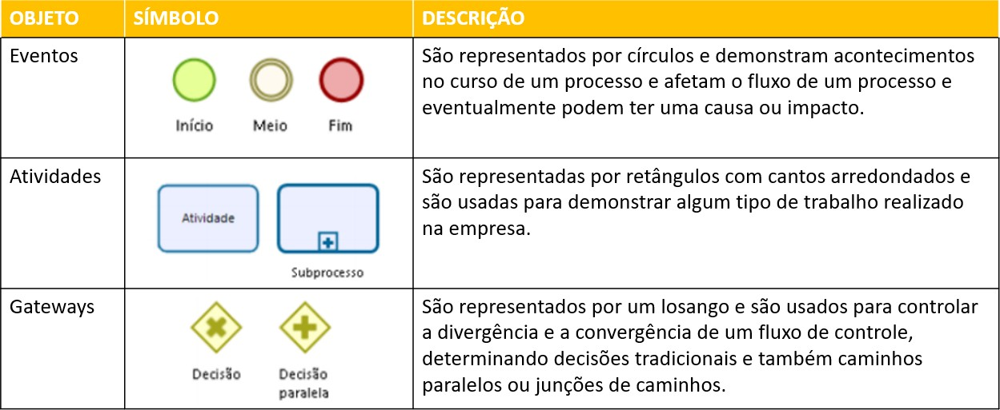 OBJETO SÍMBOLO DESCRIÇÃO
Eventos
Início Meio Fim
São representados por círculos e demonstram acontecimentos
no curso de um processo e afetam o fluxo de um processo e
eventualmente podem ter uma causa ou impacto.
Atividades
Atividade
Subprocesso
São representadas por retângulos com cantos arredondados e
são usadas para demonstrar algum tipo de trabalho realizado
na empresa.
Gateways
Decisão
Decisão
paralela
São representados por um losango e são usados para controlar
a divergência e a convergência de um fluxo de controle,
determinando decisões tradicionais e também caminhos
paralelos ou junções de caminhos.